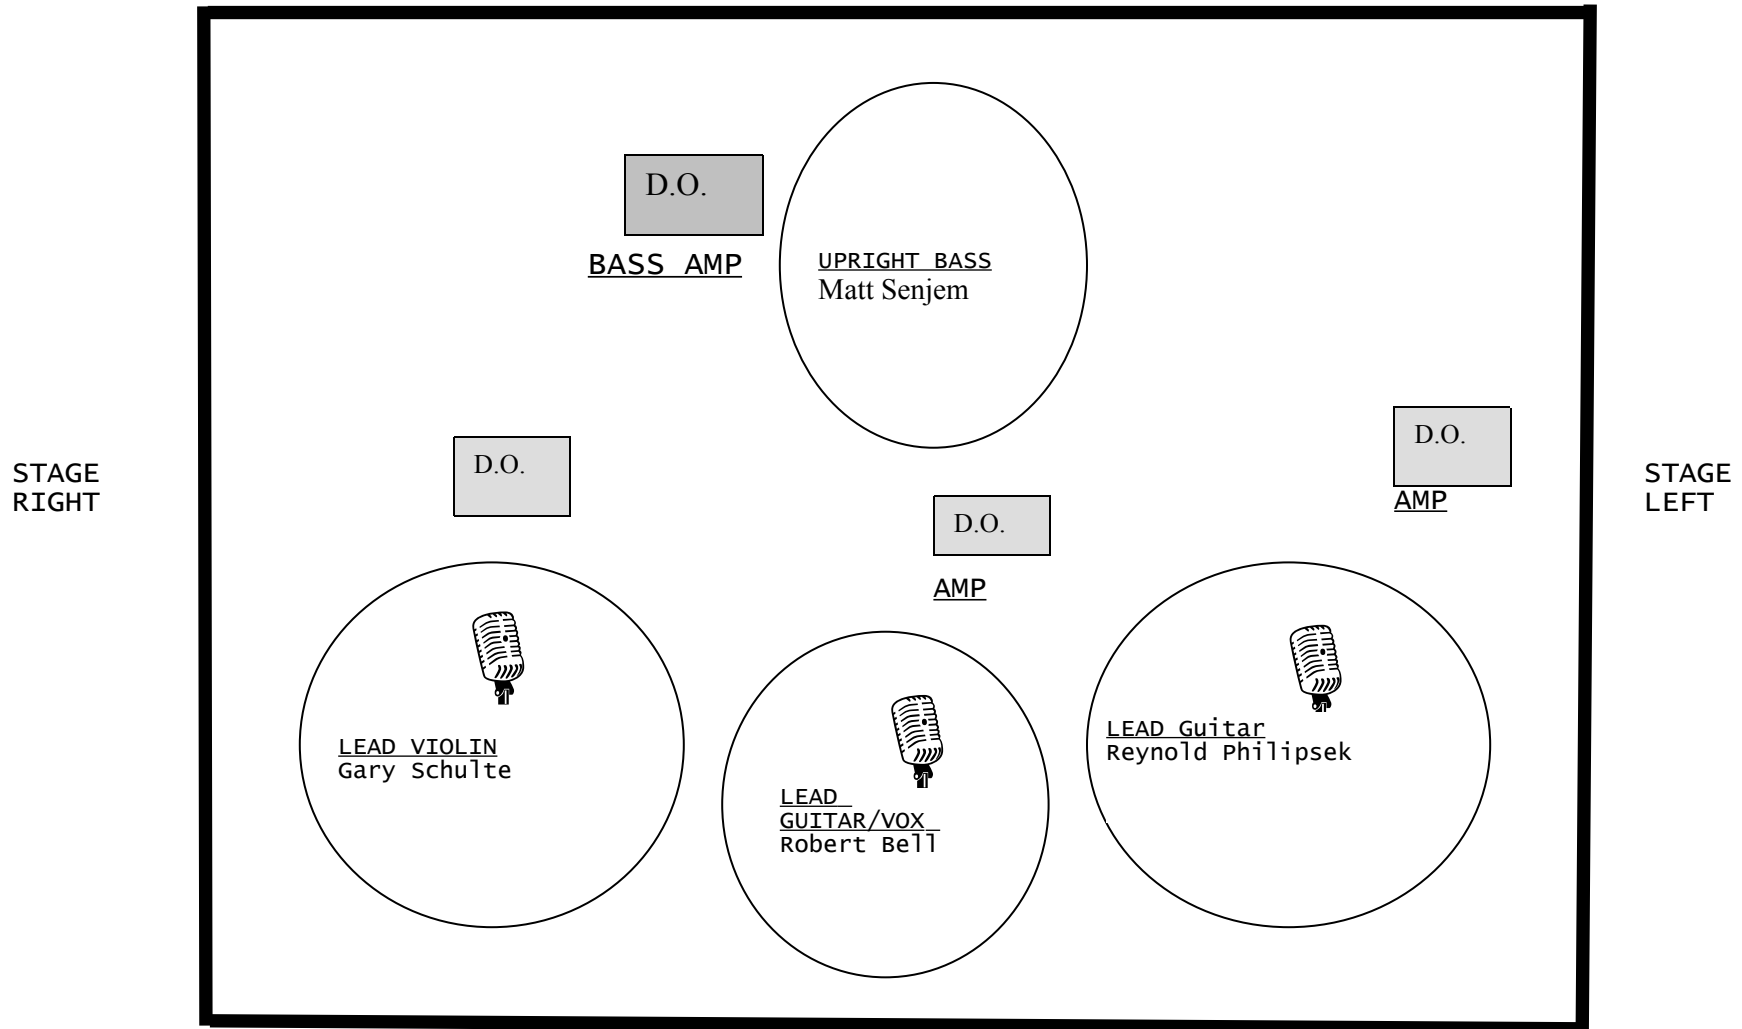 D.O.
BASS AMP
UPRIGHT BASS
Matt Senjem
STAGE
RIGHT
D.O.
D.O.
AMP
D.O.
AMP
STAGE
LEFT
LEAD VIOLIN
Gary Schulte
LEAD
GUITAR/VOX
Robert Bell
LEAD Guitar
Reynold Philipsek